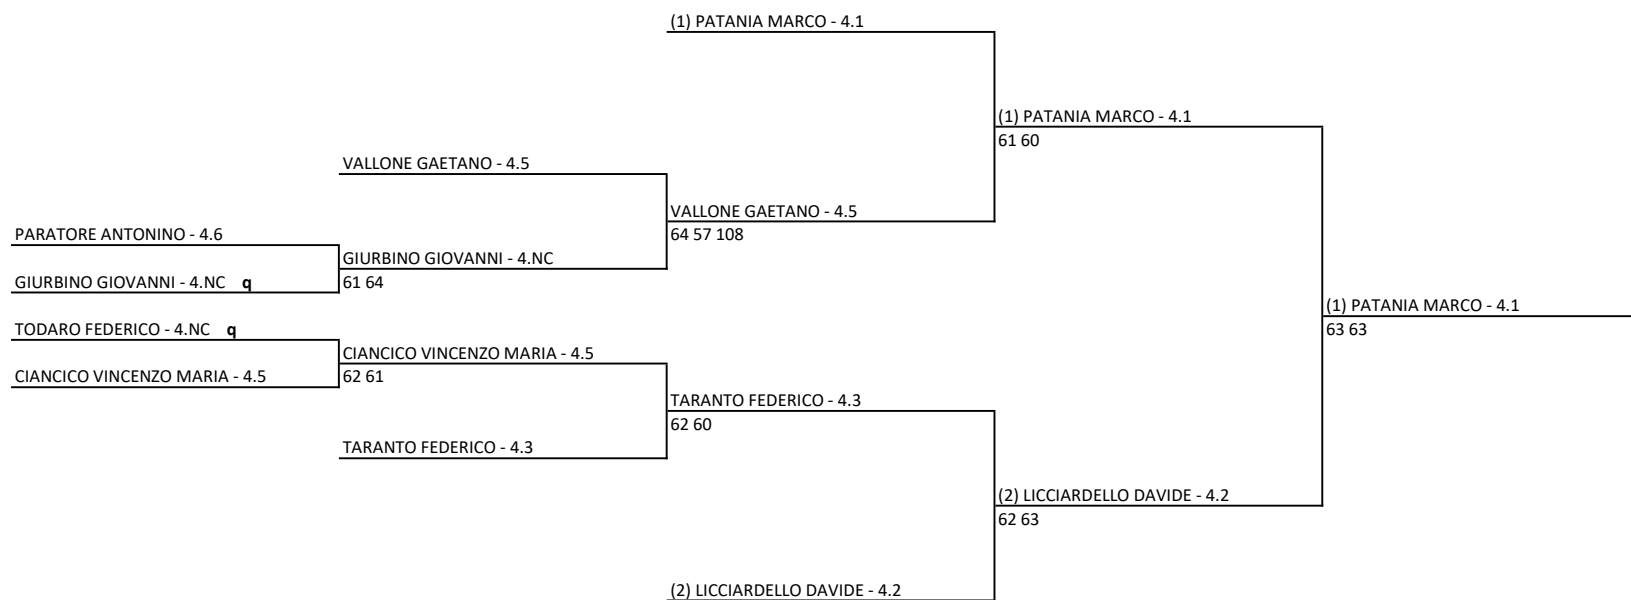 (1) PATANIA MARCO - 4.1
(1) PATANIA MARCO - 4.1
61 60
VALLONE GAETANO - 4.5
VALLONE GAETANO - 4.5
64 57 108
PARATORE ANTONINO - 4.6
GIURBINO GIOVANNI - 4.NC
61 64
GIURBINO GIOVANNI - 4.NC q
(1) PATANIA MARCO - 4.1
63 63
TODARO FEDERICO - 4.NC q
CIANCICO VINCENZO MARIA - 4.5
62 61
CIANCICO VINCENZO MARIA - 4.5
TARANTO FEDERICO - 4.3
62 60
TARANTO FEDERICO - 4.3
(2) LICCIARDELLO DAVIDE - 4.2
62 63
(2) LICCIARDELLO DAVIDE - 4.2